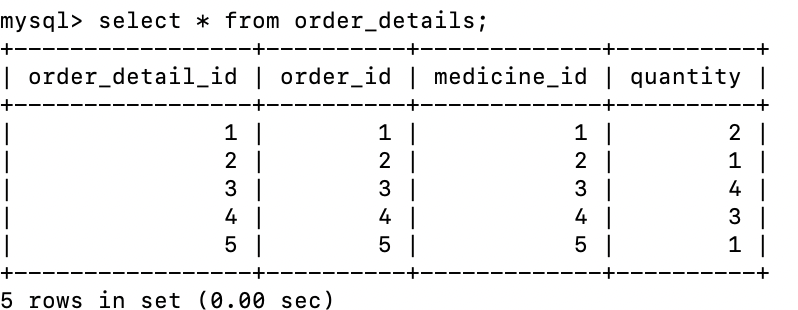 mysql> select * from order_details;
+-----------------+----------+-------------+----------+
| order_detail_id | order_id | medicine_id | quantity |
+-----------------+----------+-------------+----------+
|               1 |        1 |           1 |        2 |
|               2 |        2 |           2 |        1 |
|               3 |        3 |           3 |        4 |
|               4 |        4 |           4 |        3 |
|               5 |        5 |           5 |        1 |
+-----------------+----------+-------------+----------+
5 rows in set (0.00 sec)